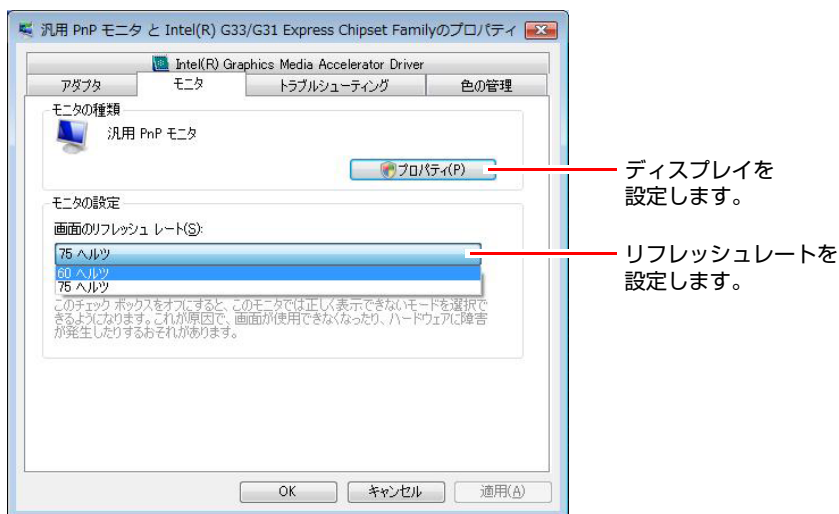 汎用 PnP モニタ と Intel(R) G33/G31 Express Chipset Familyのプロパティ
Intel(R) Graphics Media Accelerator Driver
アダプタ モニタ トラブルシューティング 色の管理
モニタの種類
汎用 PnP モニタ
プロパティ(P)
ディスプレイを
設定します。
モニタの設定
画面のリフレッシュ レート(S):
75 ヘルツ
リフレッシュレートを
設定します。
60 ヘルツ
75 ヘルツ
このチェック ボックスをオフにすると、このモニタでは正しく表示できないモードを選択で
きるようになります。これが原因で、画面が使用できなくなったり、ハードウェアに障害
が発生したりするおそれがあります。
OK キャンセル 適用(A)